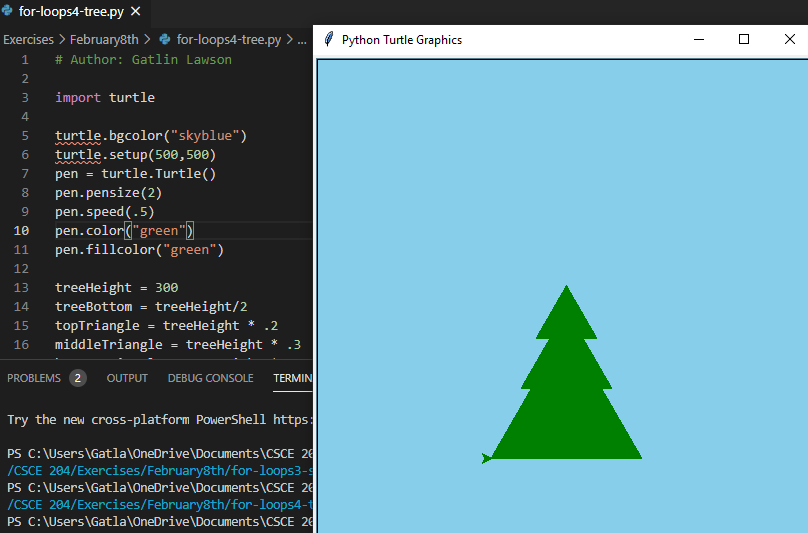 for-loops4-tree.py
Exercises > February8th > for-loops4-tree.py > ...
Python Turtle Graphics
1 # Author: Gatlin Lawson
2
3 import turtle
4
5 turtle.bgcolor("skyblue")
6 turtle.setup(500,500)
7 pen = turtle.Turtle()
8 pen.pensize(2)
9 pen.speed(.5)
10 pen.color("green")
11 pen.fillcolor("green")
12
13 treeHeight = 300
14 treeBottom = treeHeight/2
15 topTriangle = treeHeight * .2
16 middleTriangle = treeHeight * .3
PROBLEMS 2 OUTPUT DEBUG CONSOLE TERMIN
Try the new cross-platform PowerShell https:
PS C:\Users\Gatla\OneDrive\Documents\CSCE 20
/CSCE 204/Exercises/February8th/for-loops3-s
PS C:\Users\Gatla\OneDrive\Documents\CSCE 20
/CSCE 204/Exercises/February8th/for-loops4-t
PS C:\Users\Gatla\OneDrive\Documents\CSCE 20